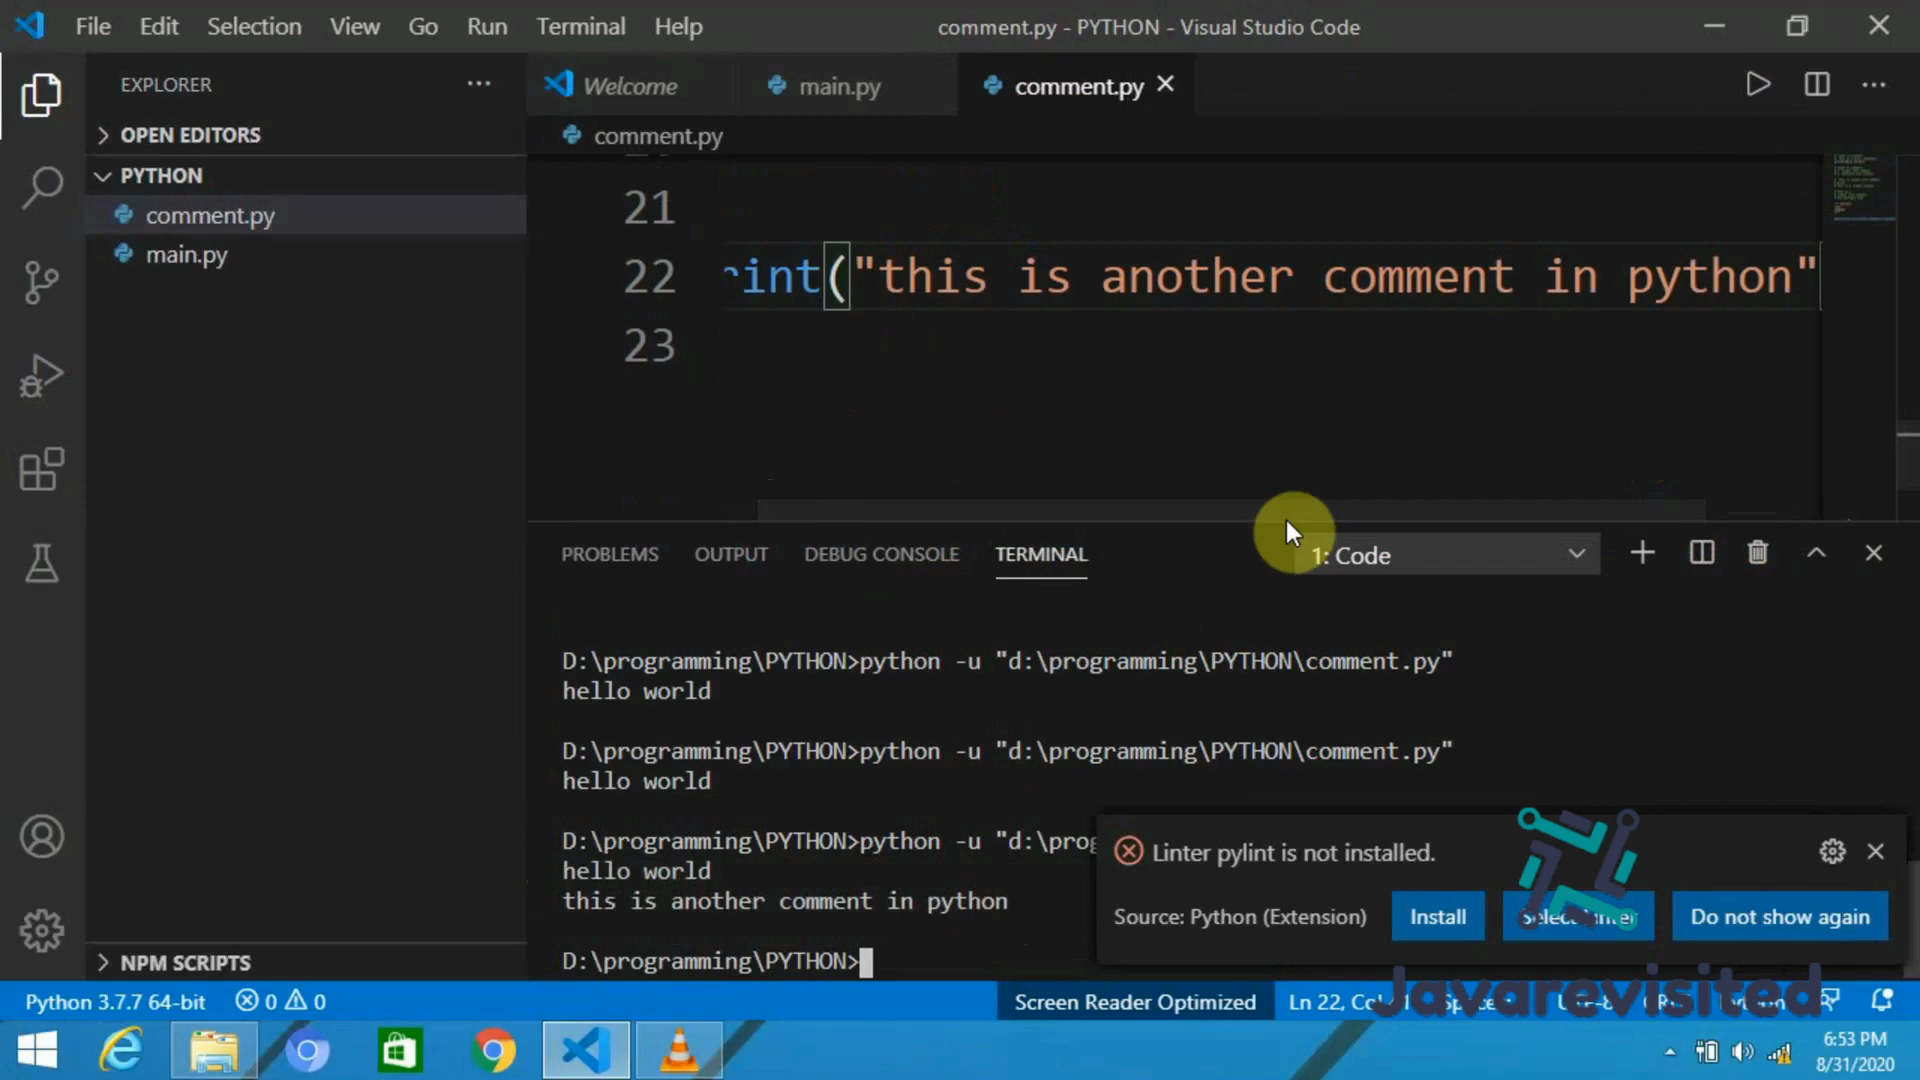 File Edit Selection View Go Run Terminal Help
comment.py - PYTHON - Visual Studio Code
EXPLORER
OPEN EDITORS
PYTHON
comment.py
main.py
NPM SCRIPTS
Welcome main.py comment.py
comment.py
21
22 rint("this is another comment in python"
23
PROBLEMS OUTPUT DEBUG CONSOLE TERMINAL 1: Code
D:\programming\PYTHON>python -u "d:\programming\PYTHON\comment.py"
hello world
D:\programming\PYTHON>python -u "d:\programming\PYTHON\comment.py"
hello world
D:\programming\PYTHON>python -u "d:\prog
hello world
this is another comment in python
D:\programming\PYTHON>
Linter pylint is not installed.
Source: Python (Extension) Install Select Linter Do not show again
Python 3.7.7 64-bit 0 0 Screen Reader Optimized Ln 22,
Javarevisited
6:53 PM
8/31/2020